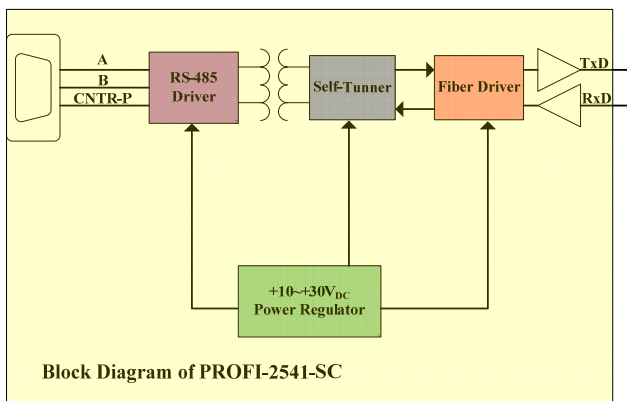 A
B
CNTR-P
RS-485
Driver
Self-Tunner
Fiber Driver
TxD
RxD
+10~+30VDC
Power Regulator
Block Diagram of PROFI-2541-SC